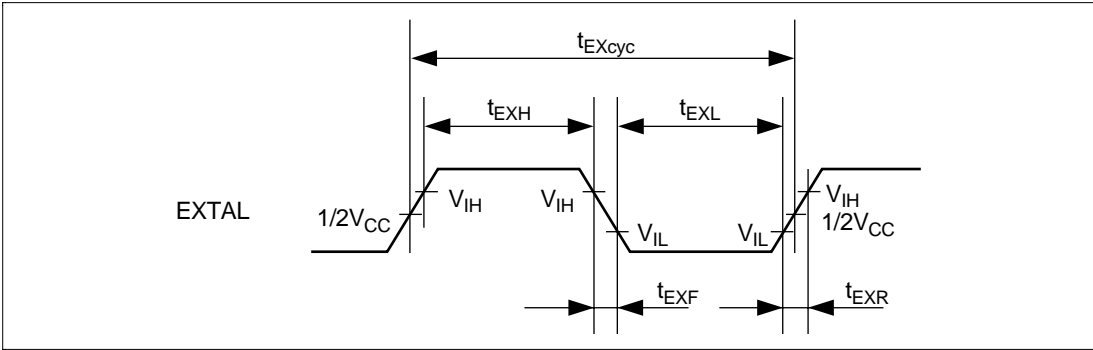 tEXcyc
tEXH tEXL
EXTAL 1/2VCC VIH VIH VIL VIL VIH
1/2VCC
tEXF tEXR